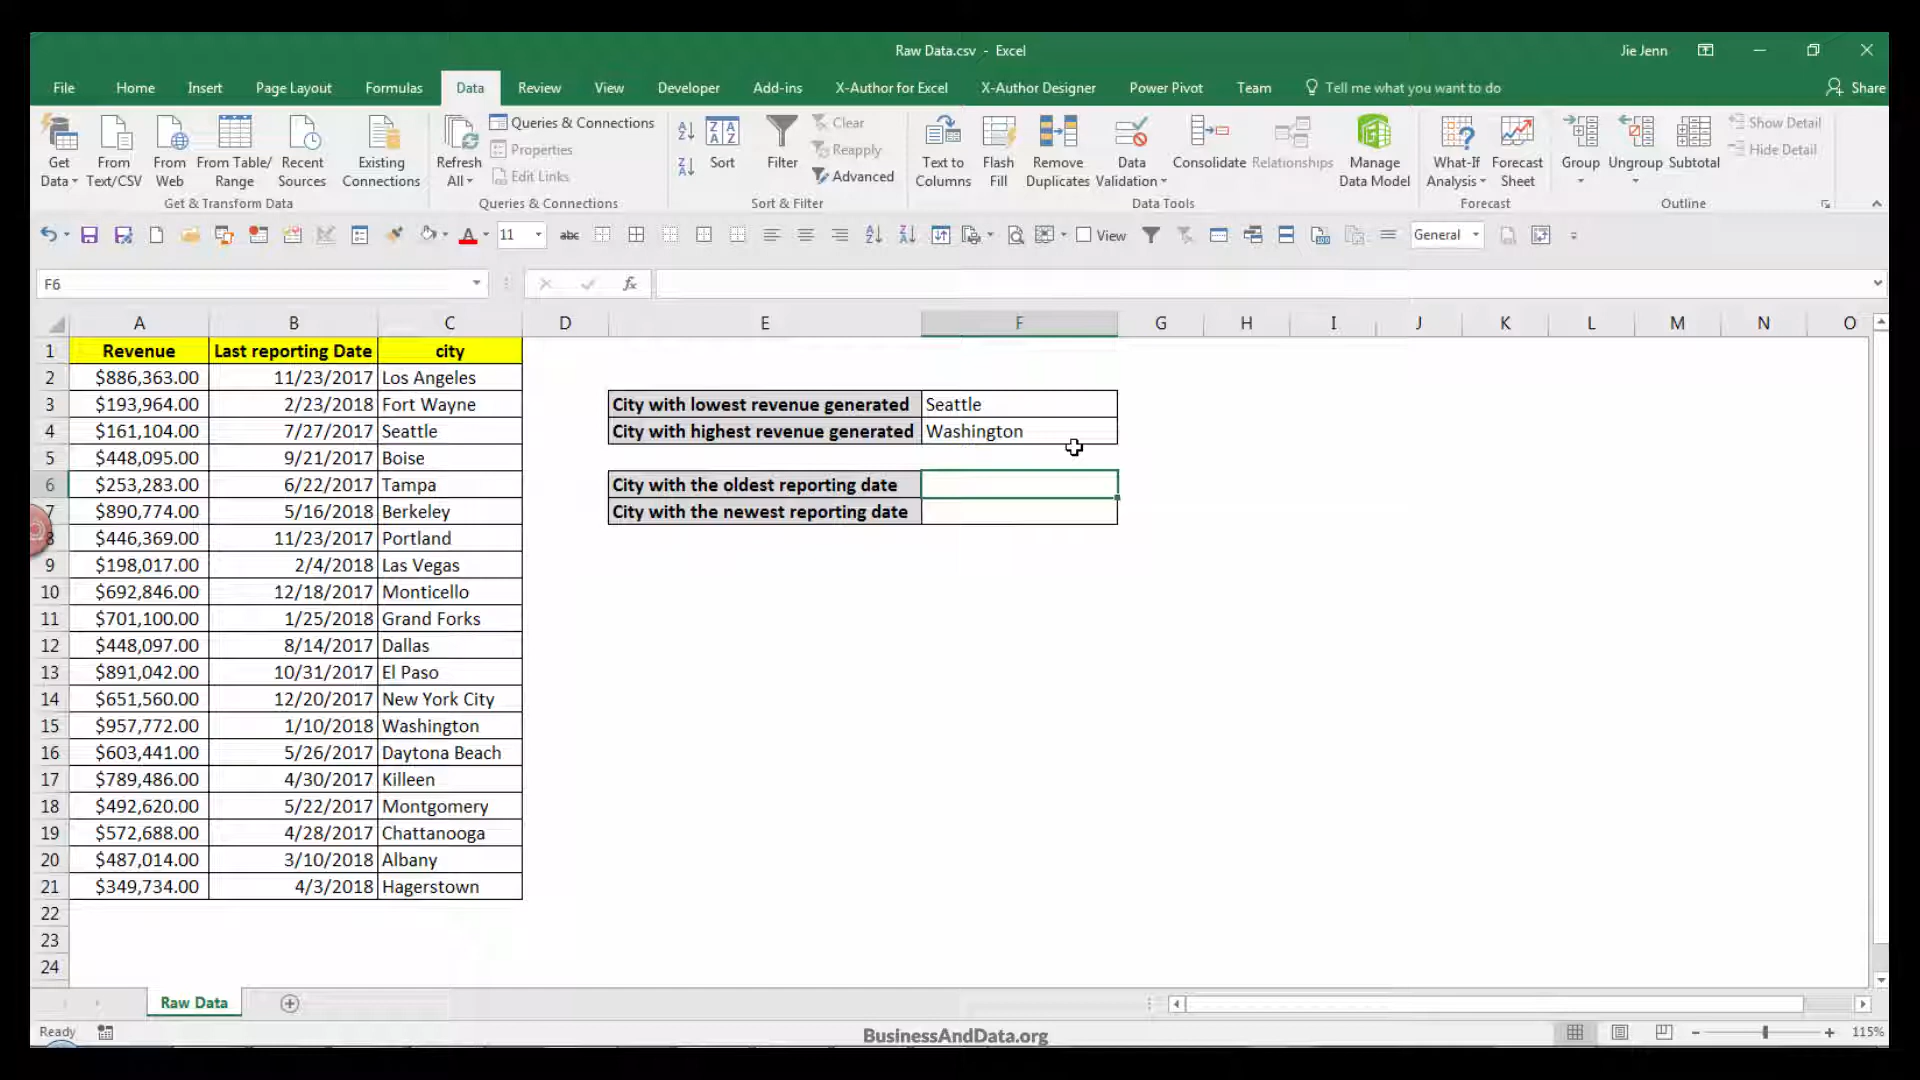 Raw Data.csv - Excel
Jie Jenn
File Home Insert Page Layout Formulas Data Review View Developer Add-ins X-Author for Excel X-Author Designer Power Pivot Team Tell me what you want to do Share
Get Data From Text/CSV From Web From Table/ Range Recent Sources Existing Connections
Get & Transform Data
Refresh All Queries & Connections Properties Edit Links
Queries & Connections
Sort Filter Clear Reapply Advanced
Sort & Filter
Text to Columns Flash Fill Remove Duplicates Data Validation Consolidate Relationships Manage Data Model
Data Tools
What-If Analysis Forecast Sheet
Forecast
Group Ungroup Subtotal Show Detail Hide Detail
Outline
11 abc View General
F6 fx
A B C D E F G H I J K L M N O
1 Revenue Last reporting Date city
2 $886,363.00 11/23/2017 Los Angeles
3 $193,964.00 2/23/2018 Fort Wayne City with lowest revenue generated Seattle
4 $161,104.00 7/27/2017 Seattle City with highest revenue generated Washington
5 $448,095.00 9/21/2017 Boise
6 $253,283.00 6/22/2017 Tampa City with the oldest reporting date
7 $890,774.00 5/16/2018 Berkeley City with the newest reporting date
8 $446,369.00 11/23/2017 Portland
9 $198,017.00 2/4/2018 Las Vegas
10 $692,846.00 12/18/2017 Monticello
11 $701,100.00 1/25/2018 Grand Forks
12 $448,097.00 8/14/2017 Dallas
13 $891,042.00 10/31/2017 El Paso
14 $651,560.00 12/20/2017 New York City
15 $957,772.00 1/10/2018 Washington
16 $603,441.00 5/26/2017 Daytona Beach
17 $789,486.00 4/30/2017 Killeen
18 $492,620.00 5/22/2017 Montgomery
19 $572,688.00 4/28/2017 Chattanooga
20 $487,014.00 3/10/2018 Albany
21 $349,734.00 4/3/2018 Hagerstown
22
23
24
Raw Data
Ready
BusinessAndData.org
115%